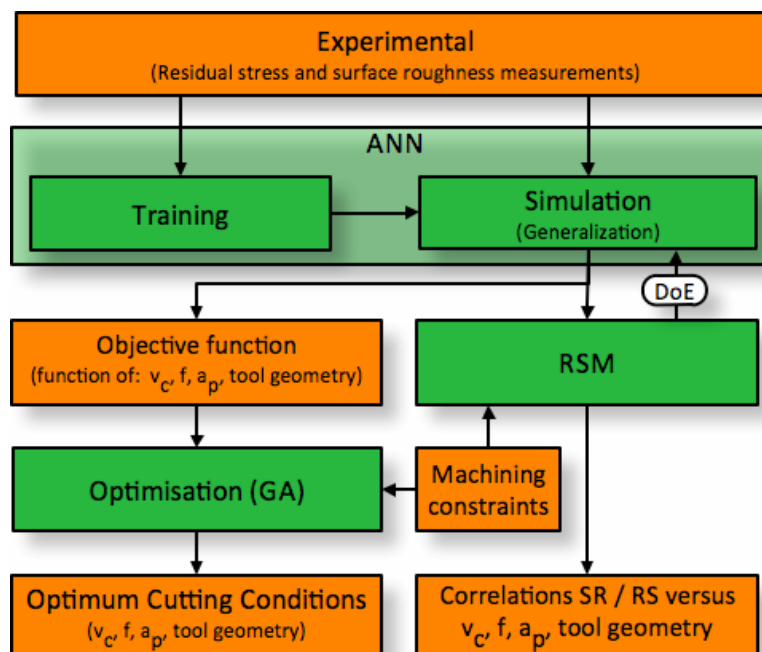 Experimental
(Residual stress and surface roughness measurements)
ANN
Training
Simulation
(Generalization)
DoE
Objective function
(function of: vc, f, ap, tool geometry)
RSM
Optimisation (GA)
Machining
constraints
Optimum Cutting Conditions
(vc, f, ap, tool geometry)
Correlations SR / RS versus
vc, f, ap, tool geometry